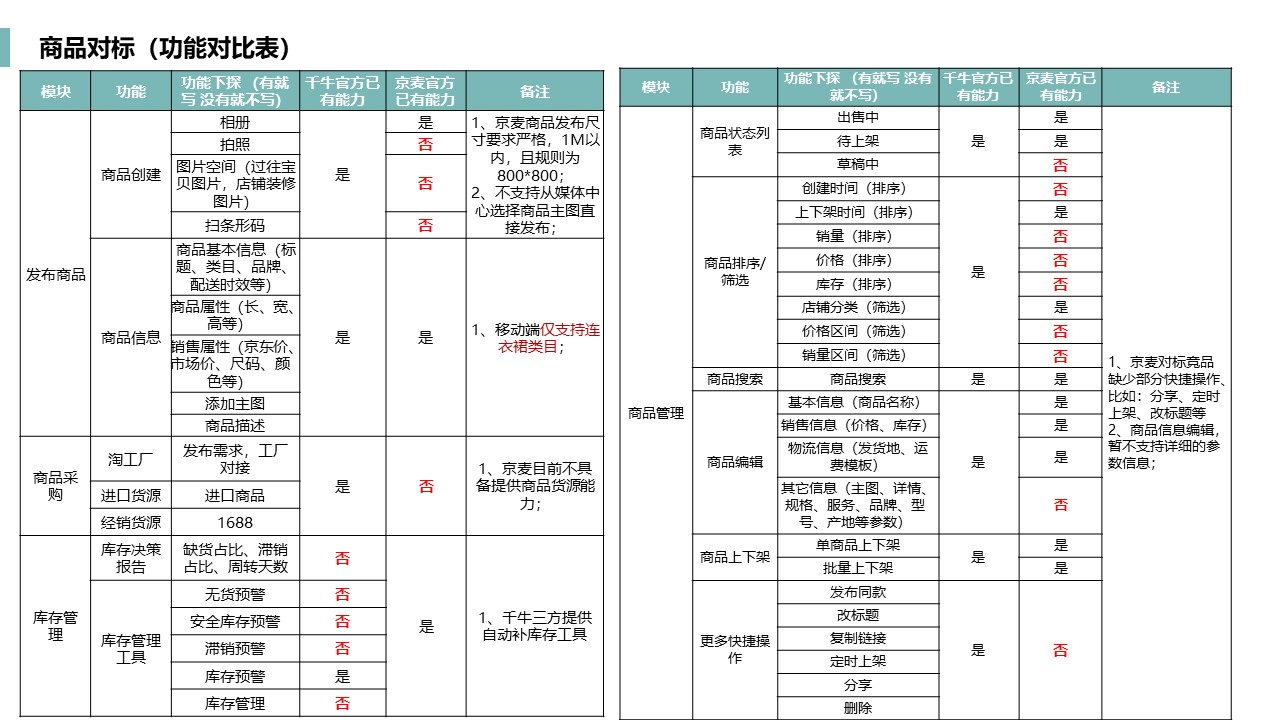 商品对标（功能对比表）
模块
功能
功能下探 （有就
写 没有就不写）
千牛官方已
有能力
京麦官方
已有能力
备注
发布商品
商品创建
相册
是
是
1、京麦商品发布尺
寸要求严格，1M以
内，且规则为
800*800；
2、不支持从媒体中
心选择商品主图直
接发布；
拍照
否
图片空间（过往宝
贝图片，店铺装修
图片）
否
扫条形码
否
商品信息
商品基本信息（标
题、类目、品牌、
配送时效等）
是
是
1、移动端仅支持连
衣裙类目；
商品属性（长、宽、
高等）
销售属性（京东价、
市场价、尺码、颜
色等）
添加主图
商品描述
商品采
购
淘工厂
发布需求，工厂
对接
是
否
1、京麦目前不具
备提供商品货源能
力；
进口货源
进口商品
经销货源
1688
库存管
理
库存决策
报告
缺货占比、滞销
占比、周转天数
否
是
1、千牛三方提供
自动补库存工具
库存管理
工具
无货预警
否
安全库存预警
否
滞销预警
否
库存预警
是
库存管理
否
模块
功能
功能下探 （有就写 没有
就不写）
千牛官方已
有能力
京麦官方已
有能力
备注
商品管理
商品状态列
表
出售中
是
是
1、京麦对标竟品
缺少部分快捷操作、
比如：分享、定时
上架、改标题等
2、商品信息编辑，
暂不支持详细的参
数信息；
待上架
是
草稿中
否
商品排序/
筛选
创建时间（排序）
是
否
上下架时间（排序）
是
销量（排序）
否
价格（排序）
否
库存（排序）
否
店铺分类（筛选）
是
价格区间（筛选）
否
销量区间（筛选）
否
商品搜索
商品搜索
是
是
商品编辑
基本信息（商品名称）
是
是
销售信息（价格、库存）
是
物流信息（发货地、运
费模板）
是
其它信息（主图、详情、
规格、服务、品牌、型
号、产地等参数）
否
商品上下架
单商品上下架
是
是
批量上下架
是
更多快捷操
作
发布同款
是
否
改标题
复制链接
定时上架
分享
删除